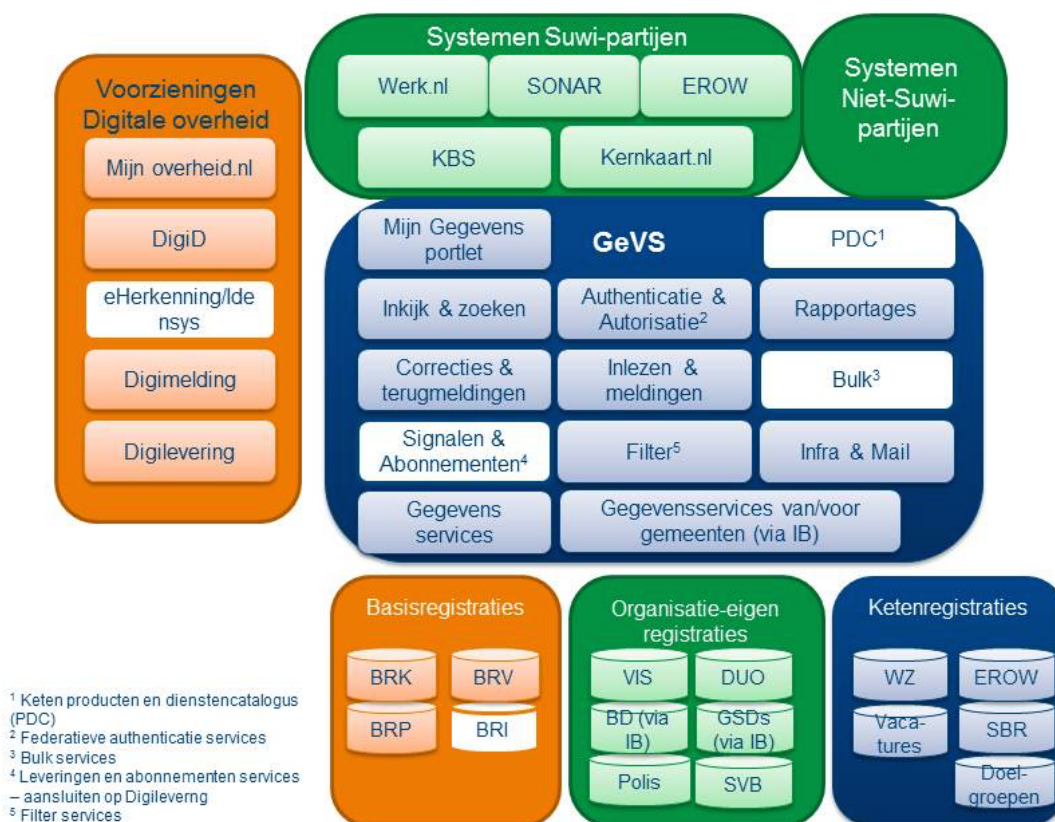 Voorzieningen
Digitale overheid
Mijn overheid.nl
DigiD
eHerkenning/Ide
nsys
Digimelding
Digilevering
Systemen Suwi-partijen
Werk.nl
SONAR
EROW
KBS
Kernkaart.nl
Systemen
Niet-Suwi-
partijen
Mijn Gegevens
portlet
GeVS
PDC¹
Inkijk & zoeken
Authenticatie &
Autorisatie²
Rapportages
Correcties &
terugmeldingen
Inlezen &
meldingen
Bulk³
Signalen &
Abonnementen⁴
Filter⁵
Infra & Mail
Gegevens
services
Gegevensservices van/voor
gemeenten (via IB)
Basisregistraties
BRK
BRV
BRP
BRI
Organisatie-eigen
registraties
VIS
DUO
BD (via
IB)
GSDs
(via IB)
Polis
SVB
Ketenregistraties
WZ
EROW
Vaca-
tures
SBR
Doel-
groepen
¹ Keten producten en dienstencatalogus
(PDC)
² Federatieve authenticatie services
³ Bulk services
⁴ Leveringen en abonnementen services
– aansluiten op Digileverng
⁵ Filter services